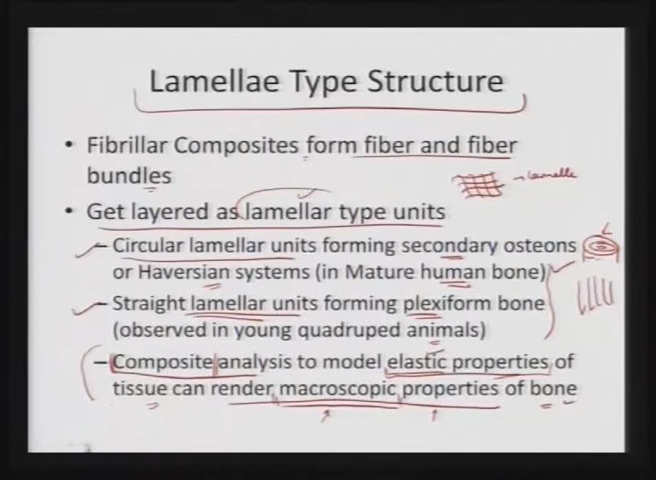 Lamellae Type Structure
• Fibrillar Composites form fiber and fiber
bundles
lamelle
• Get layered as lamellar type units
– Circular lamellar units forming secondary osteons
or Haversian systems (in Mature human bone)
– Straight lamellar units forming plexiform bone
(observed in young quadruped animals)
– Composite analysis to model elastic properties of
tissue can render macroscopic properties of bone